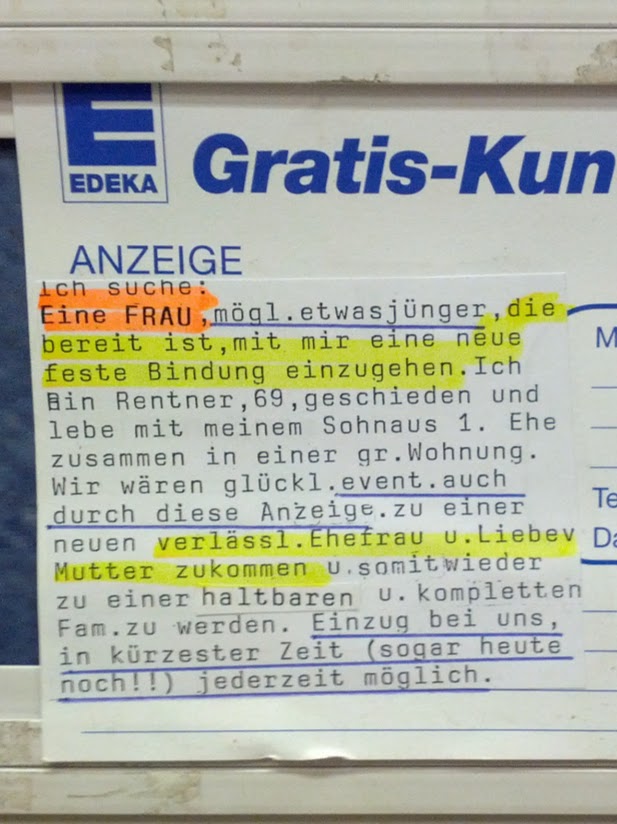 E
EDEKA
Gratis-Kun
ANZEIGE
Ich suche:
Eine FRAU,mögl.etwasjünger,die
bereit ist,mit mir eine neue
feste Bindung einzugehen.Ich
Bin Rentner,69,geschieden und
lebe mit meinem Sohnaus 1. Ehe
zusammen in einer gr.Wohnung.
Wir wären glückl.event.auch
durch diese Anzeige.zu einer
neuen verlässl.Ehefrau u.Liebev
Mutter zukommen u.somitwieder
zu einer haltbaren u.kompletten
Fam.zu werden. Einzug bei uns,
in kürzester Zeit (sogar heute
noch!!) jederzeit möglich.
M
Te
Da